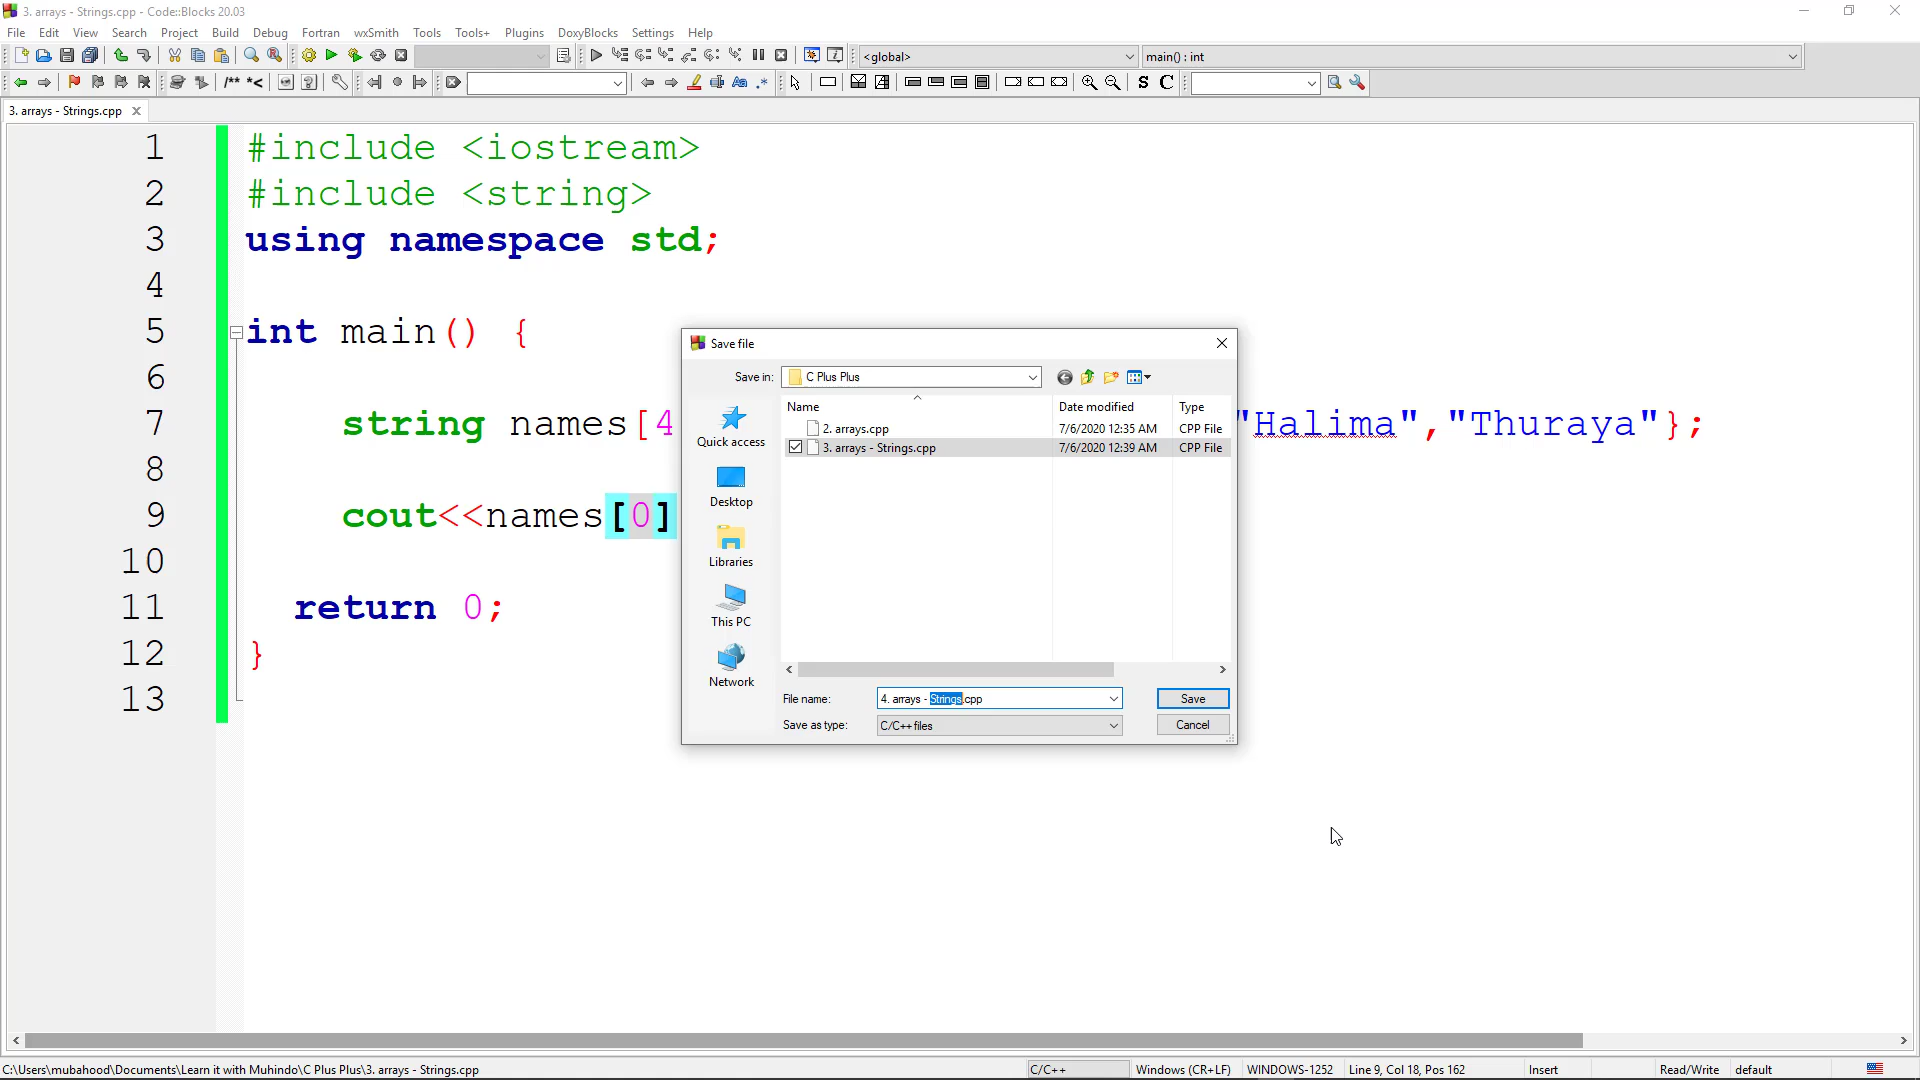 3. arrays - Strings.cpp - Code::Blocks 20.03
File Edit View Search Project Build Debug Fortran wxSmith Tools Tools+ Plugins DoxyBlocks Settings Help
<global> main() : int
/** *< Aa .* S C
3. arrays - Strings.cpp
1 #include <iostream>
2 #include <string>
3 using namespace std;
4
5 int main() {
6
7 string names[4 "Halima","Thuraya"};
8
9 cout<<names[0]
10
11 return 0;
12 }
13
Save file
Save in: C Plus Plus
Name Date modified Type
2. arrays.cpp 7/6/2020 12:35 AM CPP File
3. arrays - Strings.cpp 7/6/2020 12:39 AM CPP File
Quick access
Desktop
Libraries
This PC
Network
File name: 4. arrays - Strings.cpp Save
Save as type: C/C++ files Cancel
C:\Users\mubahood\Documents\Learn it with Muhindo\C Plus Plus\3. arrays - Strings.cpp C/C++ Windows (CR+LF) WINDOWS-1252 Line 9, Col 18, Pos 162 Insert Read/Write default